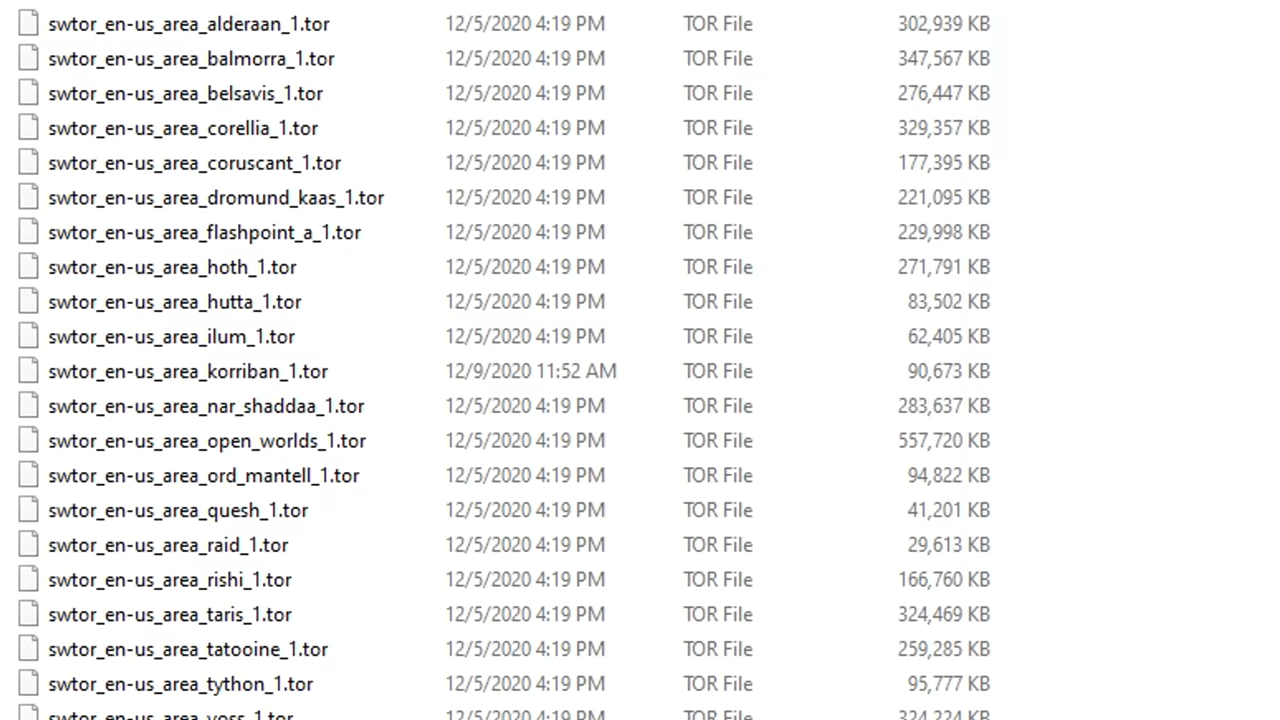 swtor_en-us_area_alderaan_1.tor 12/5/2020 4:19 PM TOR File 302,939 KB
swtor_en-us_area_balmorra_1.tor 12/5/2020 4:19 PM TOR File 347,567 KB
swtor_en-us_area_belsavis_1.tor 12/5/2020 4:19 PM TOR File 276,447 KB
swtor_en-us_area_corellia_1.tor 12/5/2020 4:19 PM TOR File 329,357 KB
swtor_en-us_area_coruscant_1.tor 12/5/2020 4:19 PM TOR File 177,395 KB
swtor_en-us_area_dromund_kaas_1.tor 12/5/2020 4:19 PM TOR File 221,095 KB
swtor_en-us_area_flashpoint_a_1.tor 12/5/2020 4:19 PM TOR File 229,998 KB
swtor_en-us_area_hoth_1.tor 12/5/2020 4:19 PM TOR File 271,791 KB
swtor_en-us_area_hutta_1.tor 12/5/2020 4:19 PM TOR File 83,502 KB
swtor_en-us_area_ilum_1.tor 12/5/2020 4:19 PM TOR File 62,405 KB
swtor_en-us_area_korriban_1.tor 12/9/2020 11:52 AM TOR File 90,673 KB
swtor_en-us_area_nar_shaddaa_1.tor 12/5/2020 4:19 PM TOR File 283,637 KB
swtor_en-us_area_open_worlds_1.tor 12/5/2020 4:19 PM TOR File 557,720 KB
swtor_en-us_area_ord_mantell_1.tor 12/5/2020 4:19 PM TOR File 94,822 KB
swtor_en-us_area_quesh_1.tor 12/5/2020 4:19 PM TOR File 41,201 KB
swtor_en-us_area_raid_1.tor 12/5/2020 4:19 PM TOR File 29,613 KB
swtor_en-us_area_rishi_1.tor 12/5/2020 4:19 PM TOR File 166,760 KB
swtor_en-us_area_taris_1.tor 12/5/2020 4:19 PM TOR File 324,469 KB
swtor_en-us_area_tatooine_1.tor 12/5/2020 4:19 PM TOR File 259,285 KB
swtor_en-us_area_tython_1.tor 12/5/2020 4:19 PM TOR File 95,777 KB
swtor_en-us_area_voss_1.tor 12/5/2020 4:19 PM TOR File 324,224 KB